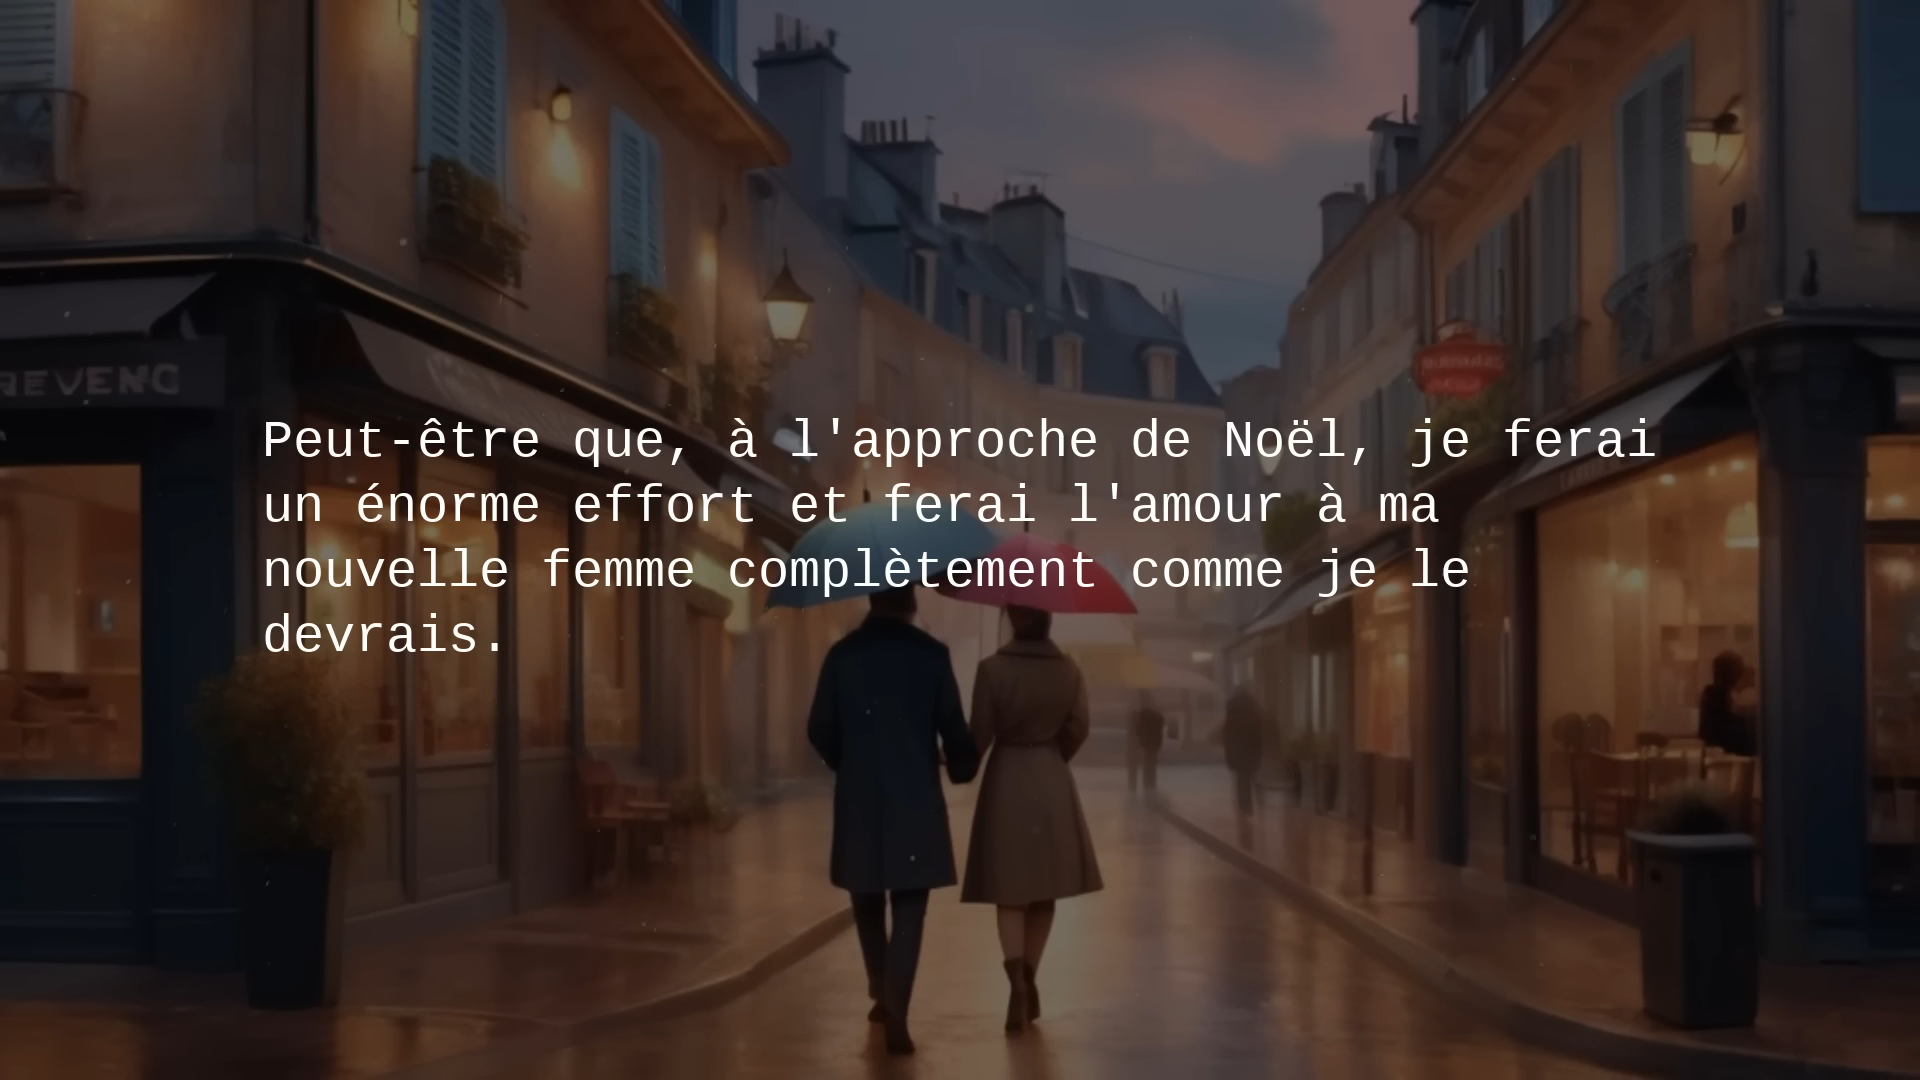 REVENC
Peut-être que, à l'approche de Noël, je ferai
un énorme effort et ferai l'amour à ma
nouvelle femme complètement comme je le
devrais.